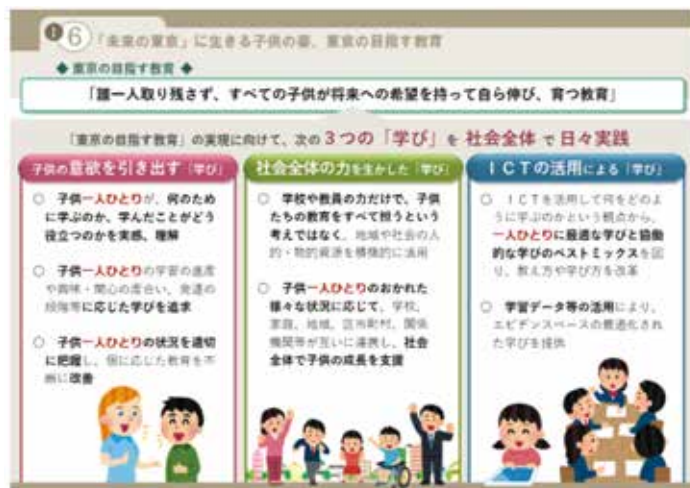 ❶⑥ 「未来の東京」に生きる子供の姿、東京の目指す教育
◆ 東京の目指す教育 ◆
「誰一人取り残さず、すべての子供が将来への希望を持って自ら伸び、育つ教育」
「東京の目指す教育」の実現に向けて、次の３つの「学び」を 社会全体 で 日々実践
子供の意欲を引き出す「学び」
○ 子供一人ひとりが、何のため
に学ぶのか、学んだことがどう
役立つのかを実感、理解
○ 子供一人ひとりの学習の進度
や興味・関心の度合い、発達の
段階等に応じた学びを追求
○ 子供一人ひとりの状況を適切
に把握し、個に応じた教育を不
断に改善
社会全体の力を生かした「学び」
○ 学校や教員の力だけで、子供
たちの教育をすべて担うという
考えではなく、地域や社会の人
的・物的資源を積極的に活用
○ 子供一人ひとりのおかれた
様々な状況に応じて、学校、
家庭、地域、区市町村、関係
機関等が互いに連携し、社会
全体で子供の成長を支援
ＩＣＴの活用による「学び」
○ ＩＣＴを活用して何をどのよ
うに学ぶのかという観点から、
一人ひとりに最適な学びと協働
的な学びのベストミックスを図
り、教え方や学び方を改革
○ 学習データ等の活用により、
エビデンスベースの最適化され
た学びを提供